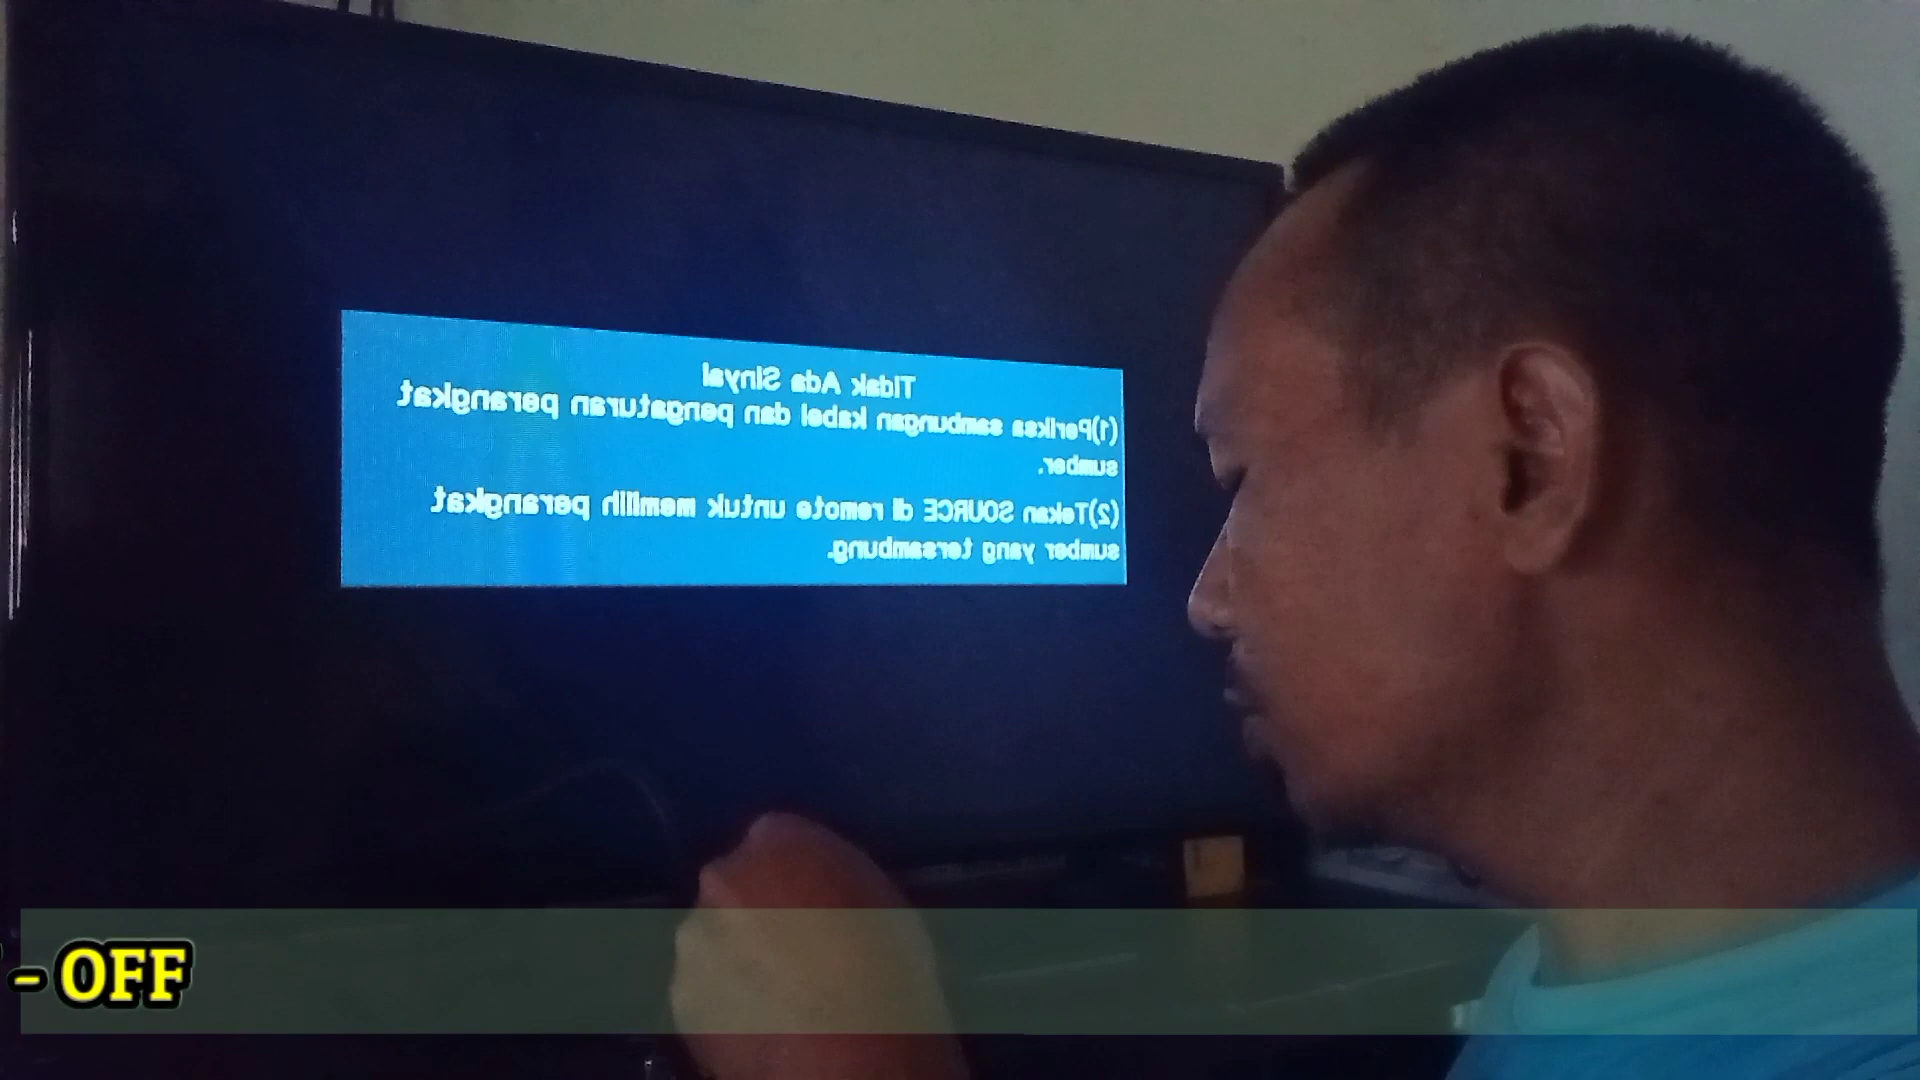 Tidak Ada Sinyal
(1)Periksa sambungan kabel dan pengaturan perangkat
sumber.
(2)Tekan SOURCE di remote untuk memilih perangkat
sumber yang tersambung.
- OFF